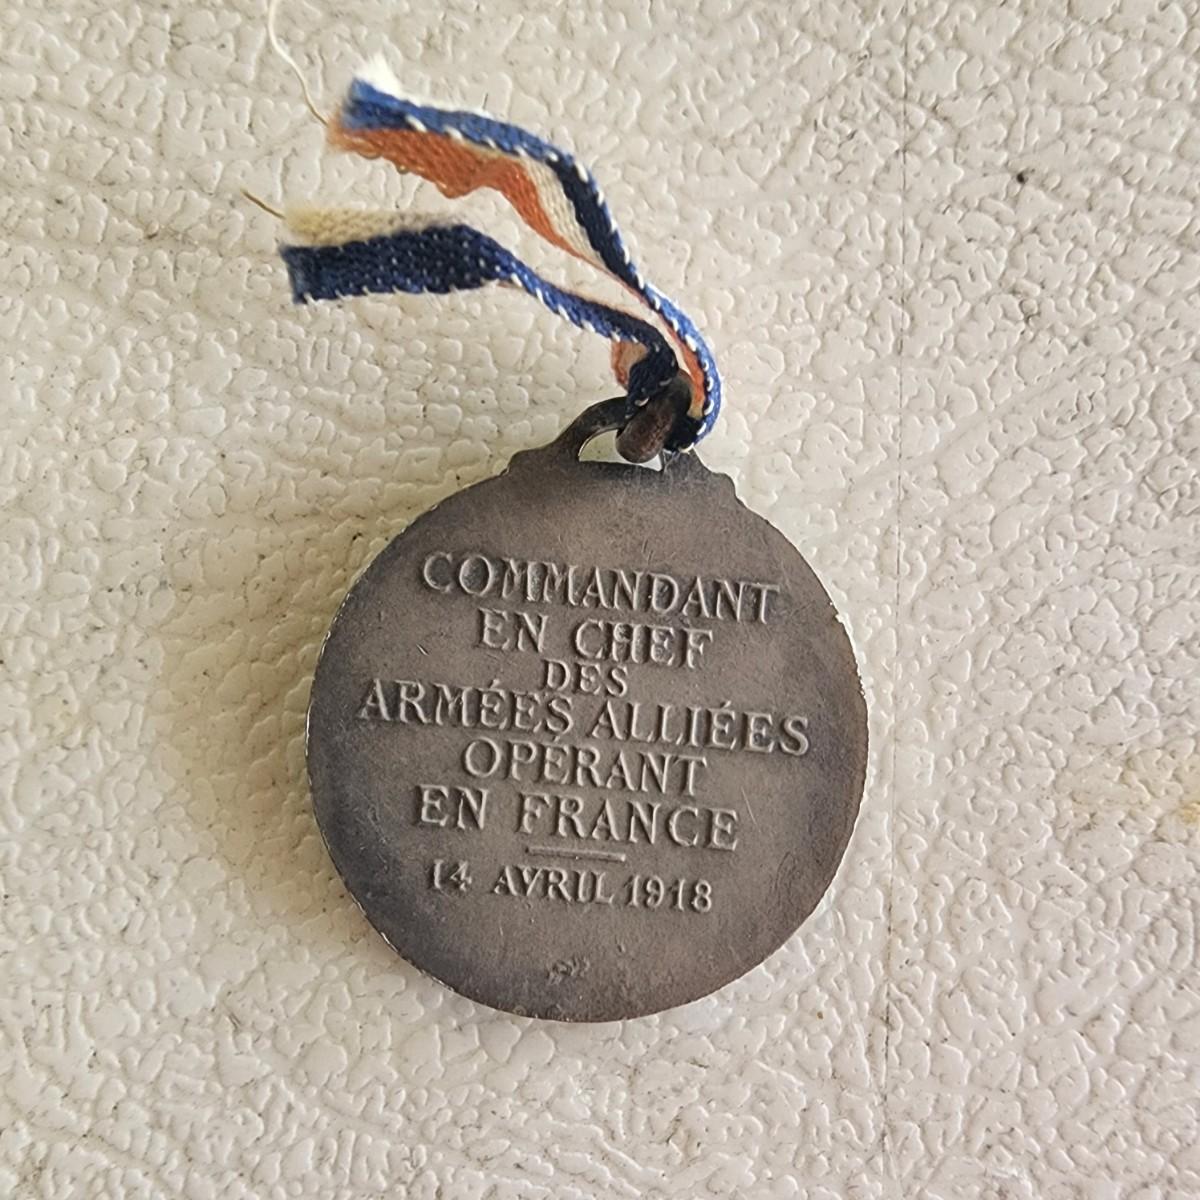 COMMANDANT
EN CHEF
DES
ARMÉES ALLIÉES
OPÉRANT
EN FRANCE
14 AVRIL 1918